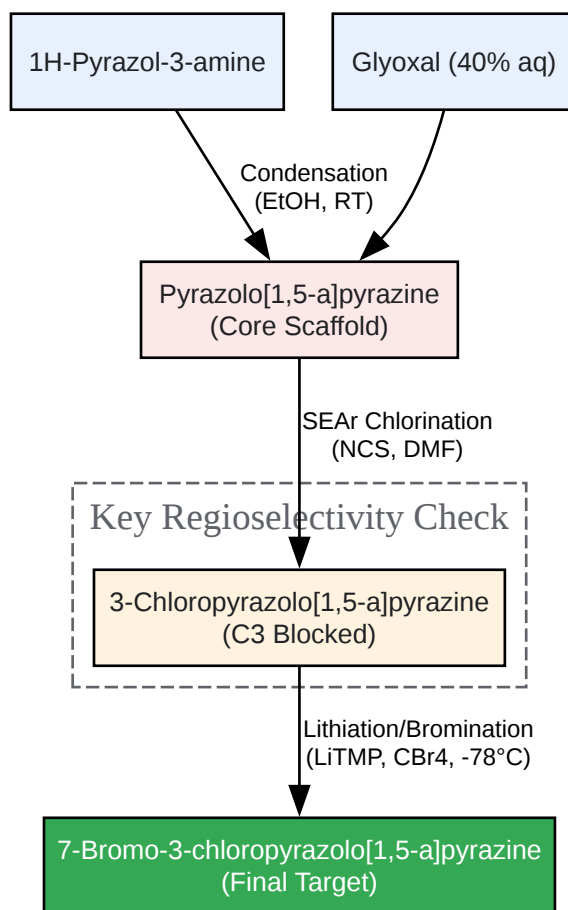 1H-Pyrazol-3-amine
Glyoxal (40% aq)
Condensation
(EtOH, RT)
Pyrazolo[1,5-a]pyrazine
(Core Scaffold)
SEAr Chlorination
(NCS, DMF)
Key Regioselectivity Check
3-Chloropyrazolo[1,5-a]pyrazine
(C3 Blocked)
Lithiation/Bromination
(LiTMP, CBr4, -78°C)
7-Bromo-3-chloropyrazolo[1,5-a]pyrazine
(Final Target)